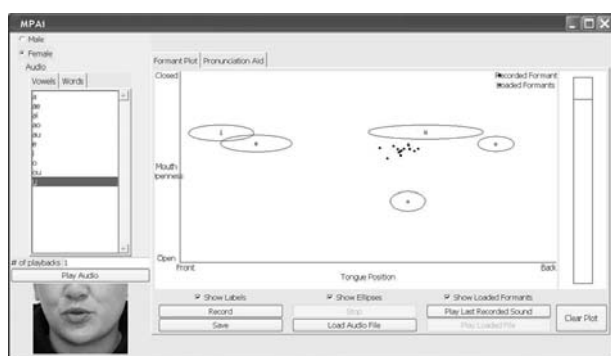 MPAI
Male
Female
Audio
Vowels Words
a
ae
ai
ao
au
e
i
o
ou
u
# of playbacks: 1
Play Audio
Formant Plot Pronunciation Aid
Closed
Recorded Formant
Loaded Formants
Mouth
Openness
Open
Front
Back
Tongue Position
Show Labels
Show Ellipses
Show Loaded Formants
Record
Stop
Play Last Recorded Sound
Save
Load Audio File
Play Loaded File
Clear Plot